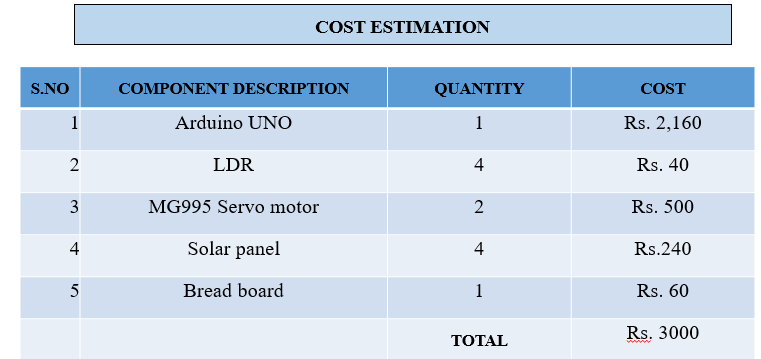 COST ESTIMATION
S.NO COMPONENT DESCRIPTION QUANTITY COST
1 Arduino UNO 1 Rs. 2,160
2 LDR 4 Rs. 40
3 MG995 Servo motor 2 Rs. 500
4 Solar panel 4 Rs.240
5 Bread board 1 Rs. 60
TOTAL Rs. 3000